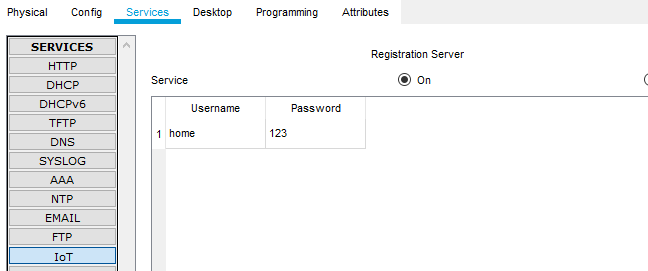 Physical Config Services Desktop Programming Attributes
SERVICES
HTTP
DHCP
DHCPv6
TFTP
DNS
SYSLOG
AAA
NTP
EMAIL
FTP
IoT
Registration Server
Service On
Username Password
1 home 123